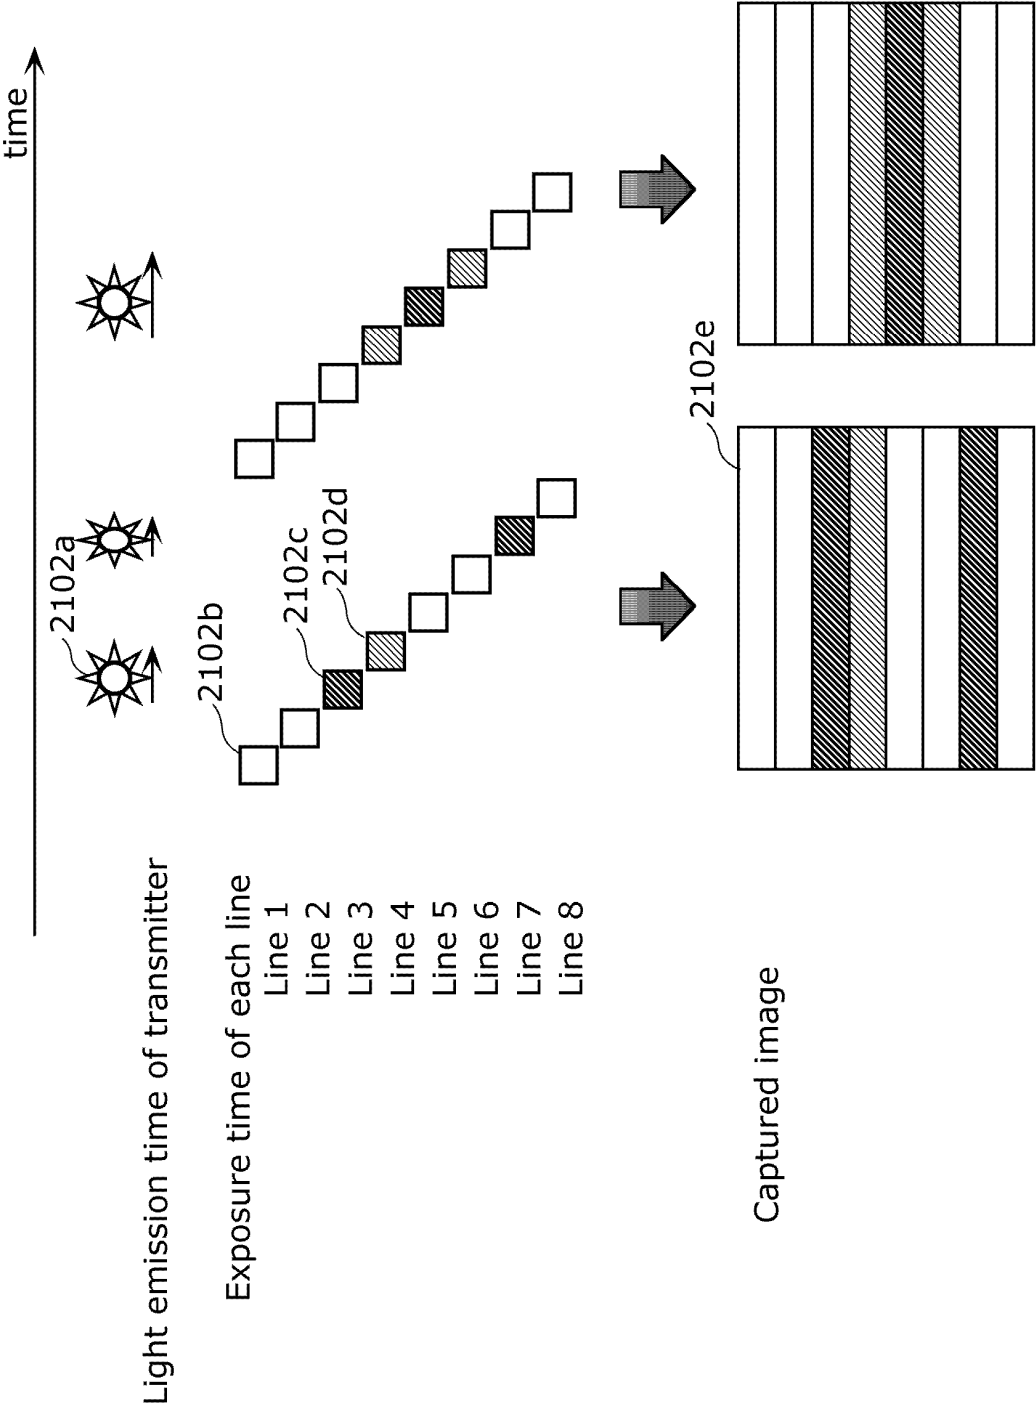 time
2102a
Light emission time of transmitter
2102b
Exposure time of each line
Line 1
2102c
Line 2
2102d
Line 3
Line 4
Line 5
Line 6
Line 7
Line 8
2102e
Captured image